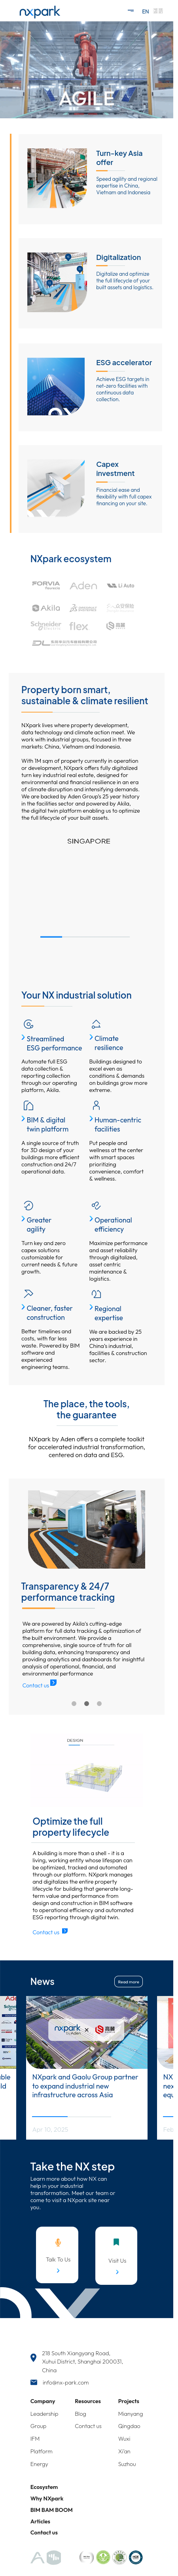 nxpark
EN
AGILE
Turn-key Asia
offer
Speed agility and regional
expertise in China,
Vietnam and Indonesia
Digitalization
Digitalize and optimize
the full lifecycle of your
built assets and logistics.
ESG accelerator
Achieve ESG targets in
net-zero facilities with
continuous data
collection.
Capex
Investment
Financial ease and
flexibility with full capex
financing on your site.
NXpark ecosystem
FORVIA
Aden
Li Auto
Akila
Schneider
flex
NXpark lives where property development,
data technology and climate action meet. We
work with industrial groups, foused in three
markets: China, Vietnam and Indonesia.
Property born smart,
sustainable & climate resilient
With 1M sqm of property currently in operation
or development, NXpark offers fully digitalized
turn key industrial real estate, designed for
environmental and financial resilience in an era
of climate disruption and intensifying demands.
We are backed by Aden Group's 25 year history
in the facilities sector and powered by Akila,
the digital twin platform enabling us to optimise
the full lifecycle of your built assets.
SINGAPORE
Your NX industrial solution
Streamlined
ESG performance
Automate full ESG
data collection &
reporting collection
through our operating
platform, Akila.
Climate
resilience
Buildings designed to
excel even as
conditions & demands
on buildings grow more
extreme.
BIM & digital
twin platform
A single source of truth
for 3D design of your
buildings more efficient
construction and 24/7
operational data.
Human-centric
facilities
Put people and
wellness at the center
with smart spaces
prioritising
convenience, comfort
& wellness.
Greater
agility
Turn key and zero
capex solutions
customizable for
current needs & future
growth.
Operational
efficiency
Maximize performance
and asset reliability
through digitalized,
asset centric
maintenance &
logistics.
Cleaner, faster
construction
Better timelines and
costs, with far less
waste. Powered by BIM
software and
experienced
engineering teams.
Regional
expertise
We are backed by 25
years experience in
China's industrial,
facilities & construction
sector.
The place, the tools,
the guarantee
NXpark by Aden offers a complete toolkit
for accelerated industrial transformation,
centered on data and ESG.
Transparency & 24/7
performance tracking
We are powered by Akila's cutting-edge
platform for full data tracking & optimization of
the built environment. We provide a
comprehensive, single source of truth for all
building data, enhancing transparency and
providing analytics and dashboards for insightful
analysis of operational, financial, and
environmental performance
Contact us
DESIGN
Optimize the full
property lifecycle
A building is more than a shell - it is a
living, working entity whose lifespan can be
optimized, tracked and automated
through our platform. NXpark manages
and digitalizes the entire property lifecycle
for the building that generate long-
term value and performance from
design and construction in BIM software
to operational efficiency and automated
ESG reporting through digital twin.
Contact us
News
Read more
nxpark
NXpark and Gaolu Group partner
to expand industrial new
infrastructure across Asia
Apr 10, 2025
Take the NX step
Learn more about how NX can
help in your industrial
transformation. Meet our team or
come to visit a NXpark site near
you.
Talk To Us
Visit Us
218 South Xiangyang Road,
Xuhui District, Shanghai 200031,
China
info@nx-park.com
Company
Resources
Projects
Leadership
Blog
Mianyang
Group
Contact us
Qingdao
IFM
Wuxi
Platform
Xi'an
Energy
Suzhou
Ecosystem
Why NXpark
BIM BAM BOOM
Articles
Contact us